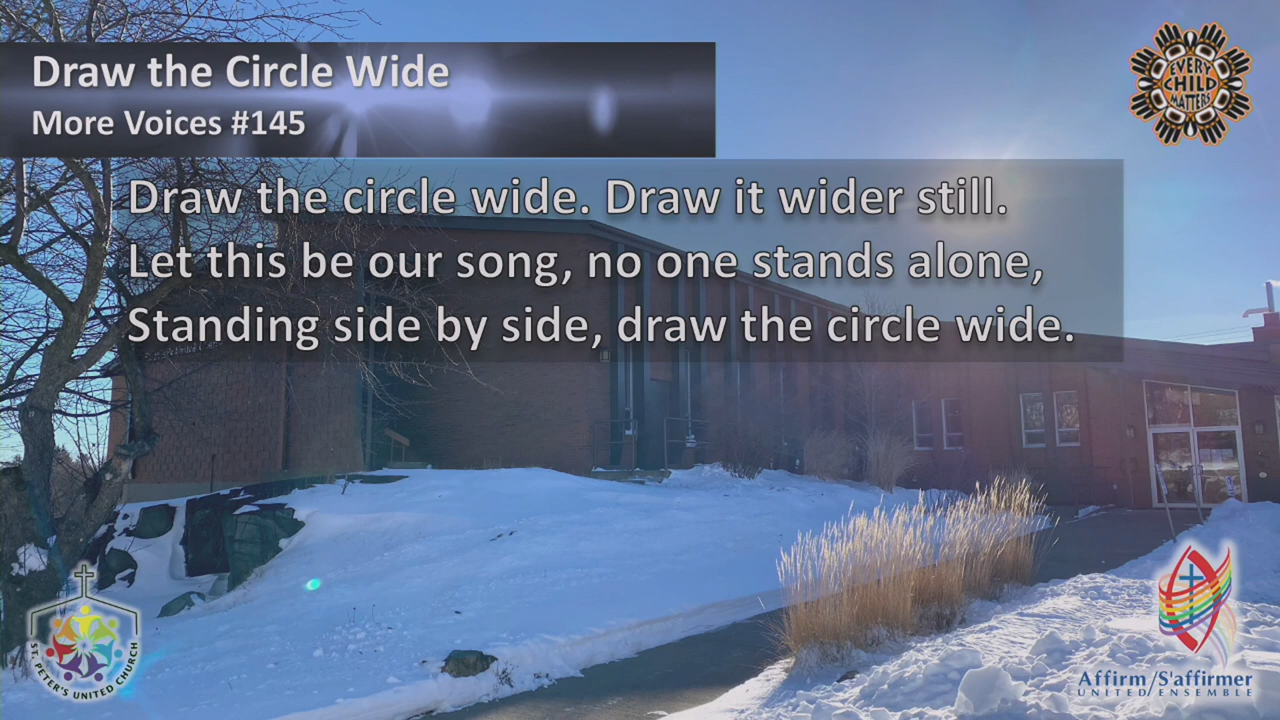 Draw the Circle Wide
More Voices #145
EVERY
CHILD
MATTERS
Draw the circle wide. Draw it wider still.
Let this be our song, no one stands alone,
Standing side by side, draw the circle wide.
ST. PETER'S UNITED CHURCH
Affirm/S'affirmer
UNITED/ENSEMBLE